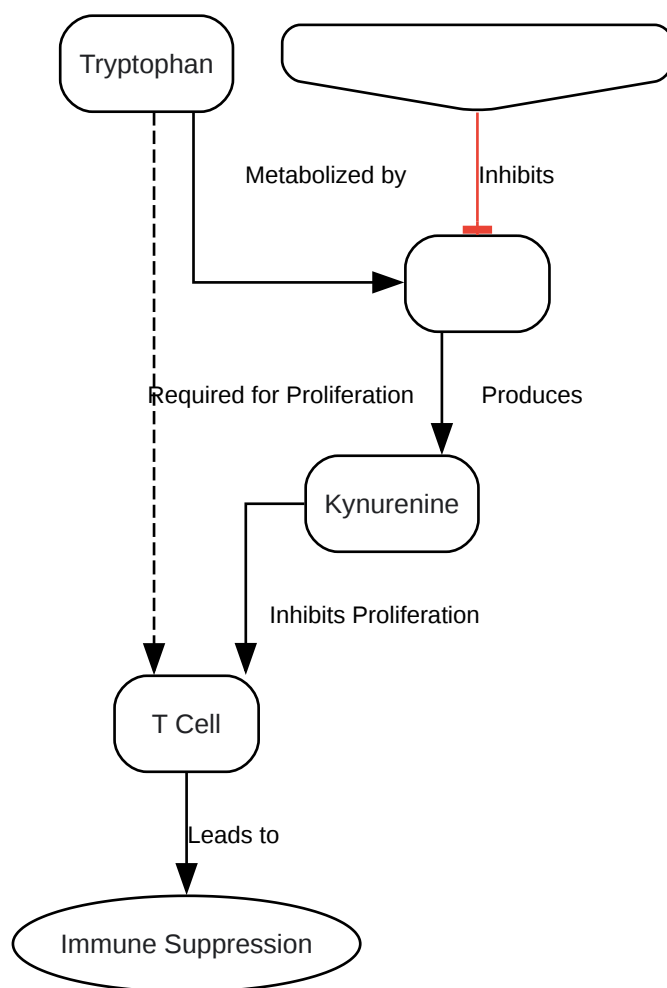 Tryptophan
Metabolized by
Inhibits
Required for Proliferation
Produces
Kynurenine
Inhibits Proliferation
T Cell
Leads to
Immune Suppression